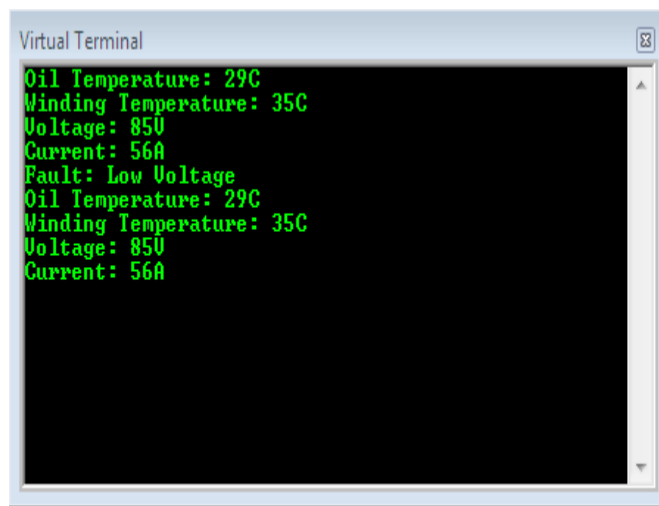 Virtual Terminal
Oil Temperature: 29C
Winding Temperature: 35C
Voltage: 85V
Current: 56A
Fault: Low Voltage
Oil Temperature: 29C
Winding Temperature: 35C
Voltage: 85V
Current: 56A